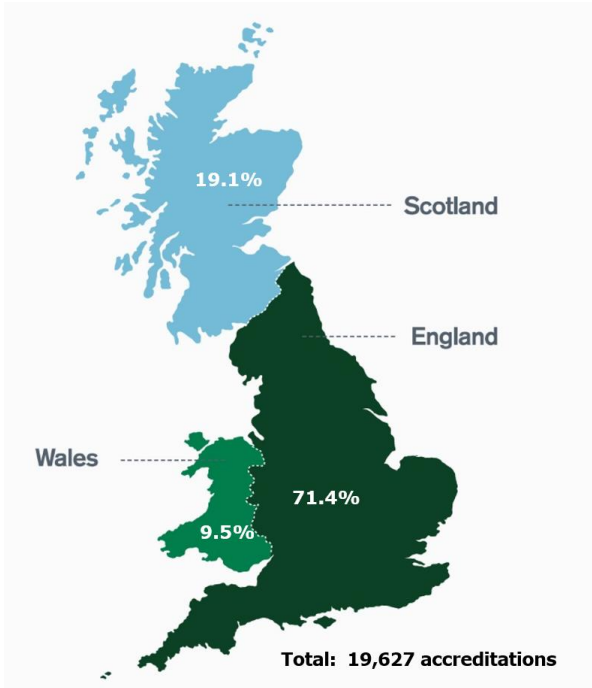 19.1%
Scotland
England
Wales
71.4%
9.5%
Total: 19,627 accreditations